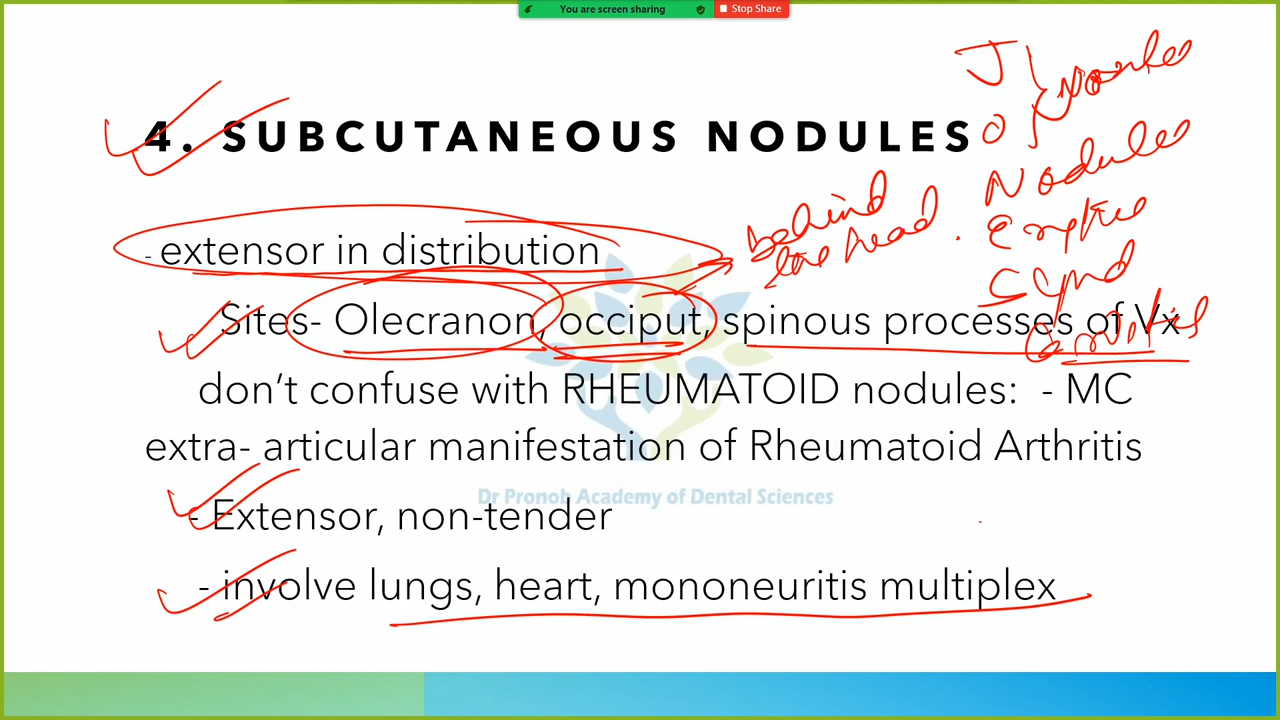 You are screen sharing Stop Share
4. SUBCUTANEOUS NODULES
- extensor in distribution
Sites- Olecranon, occiput, spinous processes of Vx
don't confuse with RHEUMATOID nodules: - MC
extra- articular manifestation of Rheumatoid Arthritis
Dr Pronob Academy of Dental Sciences
- Extensor, non-tender
- involve lungs, heart, mononeuritis multiplex
behind
the head.
J
O
Nodules